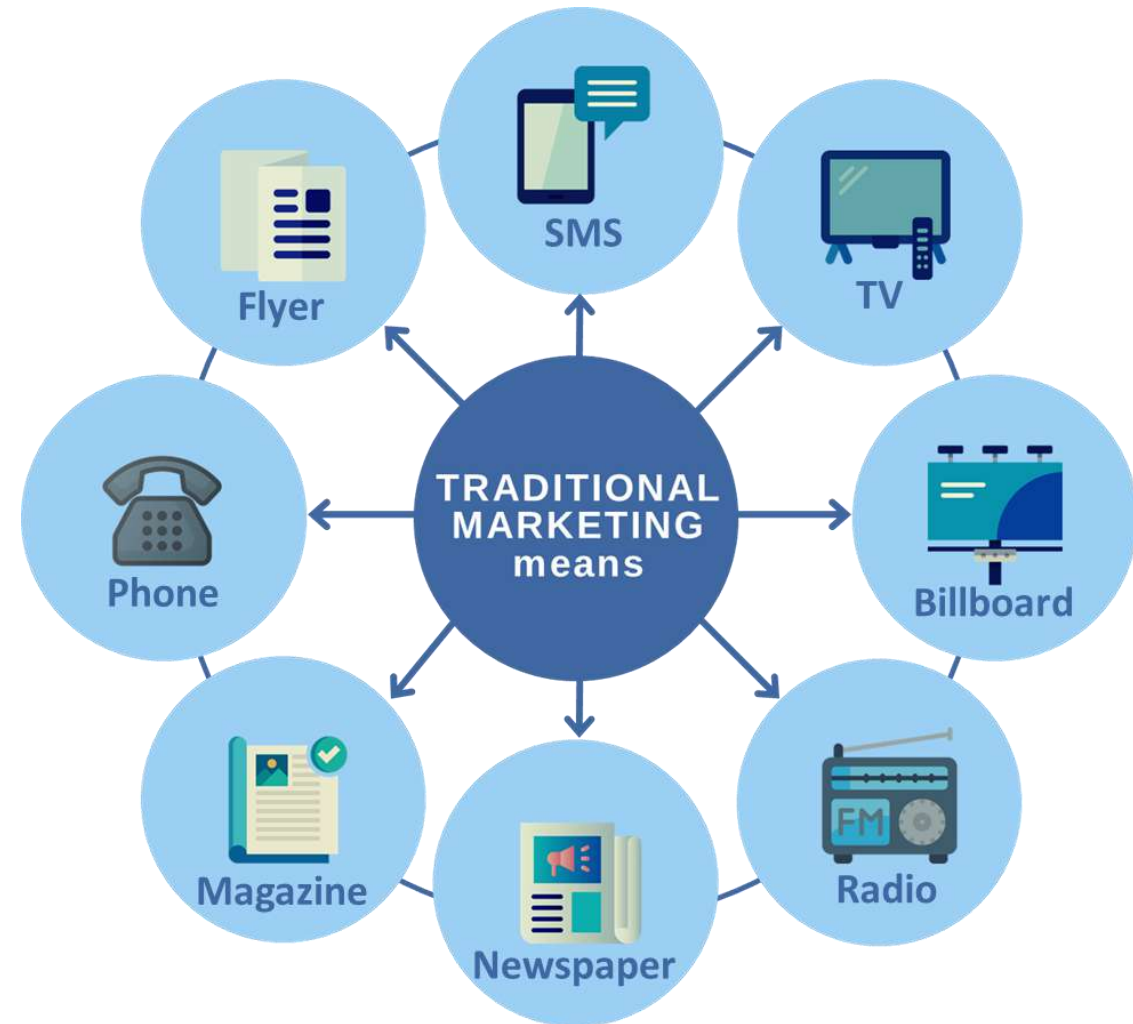 SMS
TV
Billboard
Radio
FM
Newspaper
Magazine
Phone
Flyer
TRADITIONAL
MARKETING
means